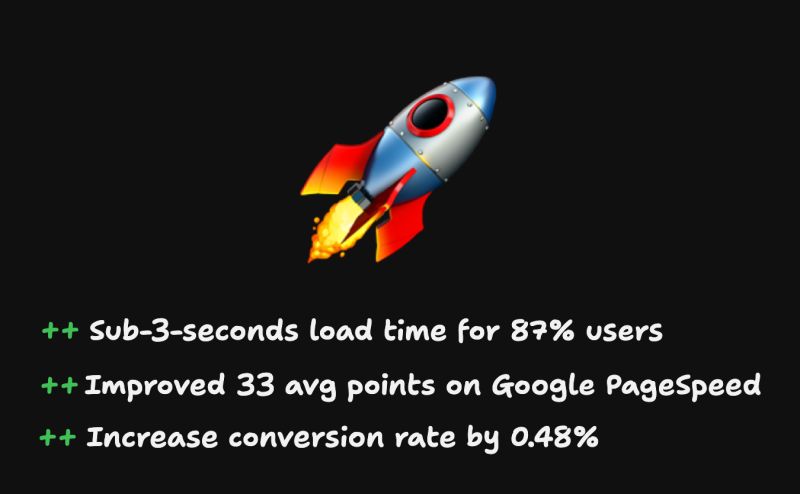 ++ Sub-3-seconds load time for 87% users
++ Improved 33 avg points on Google PageSpeed
++ Increase conversion rate by 0.48%